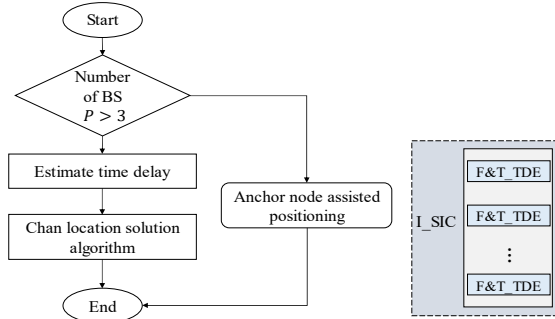 Start
Number
of BS
P > 3
Estimate time delay
Chan location solution
algorithm
End
Anchor node assisted
positioning
I_SIC
F&T_TDE
F&T_TDE
⋮
F&T_TDE